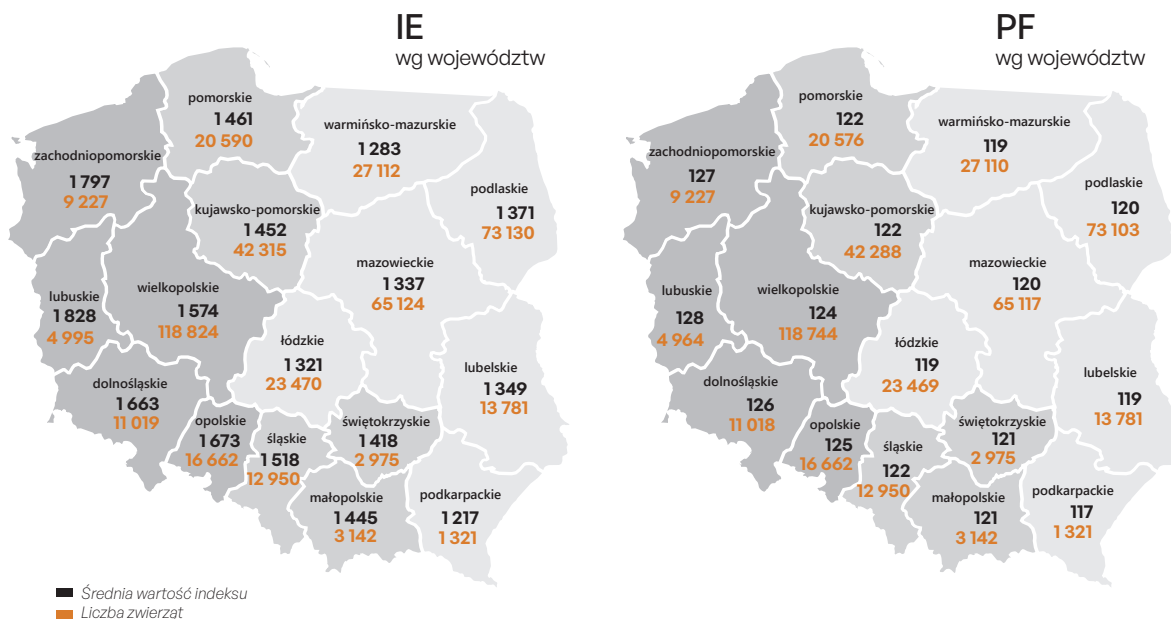 IE
wg województw
pomorskie
1 461
20 590
warmińsko-mazurskie
1 283
27 112
zachodniopomorskie
1 797
9 227
podlaskie
1 371
73 130
kujawsko-pomorskie
1 452
42 315
mazowieckie
1 337
65 124
lubuskie
1 828
4 995
wielkopolskie
1 574
118 824
łódzkie
1 321
23 470
lubelskie
1 349
13 781
dolnośląskie
1 663
11 019
opolskie
1 673
16 662
śląskie
1 518
12 950
świętokrzyskie
1 418
2 975
małopolskie
1 445
3 142
podkarpackie
1 217
1 321
Średnia wartość indeksu
Liczba zwierząt
PF
wg województw
pomorskie
122
20 576
warmińsko-mazurskie
119
27 110
zachodniopomorskie
127
9 227
podlaskie
120
73 103
kujawsko-pomorskie
122
42 288
mazowieckie
120
65 117
lubuskie
128
4 964
wielkopolskie
124
118 744
łódzkie
119
23 469
lubelskie
119
13 781
dolnośląskie
126
11 018
opolskie
125
16 662
śląskie
122
12 950
świętokrzyskie
121
2 975
małopolskie
121
3 142
podkarpackie
117
1 321